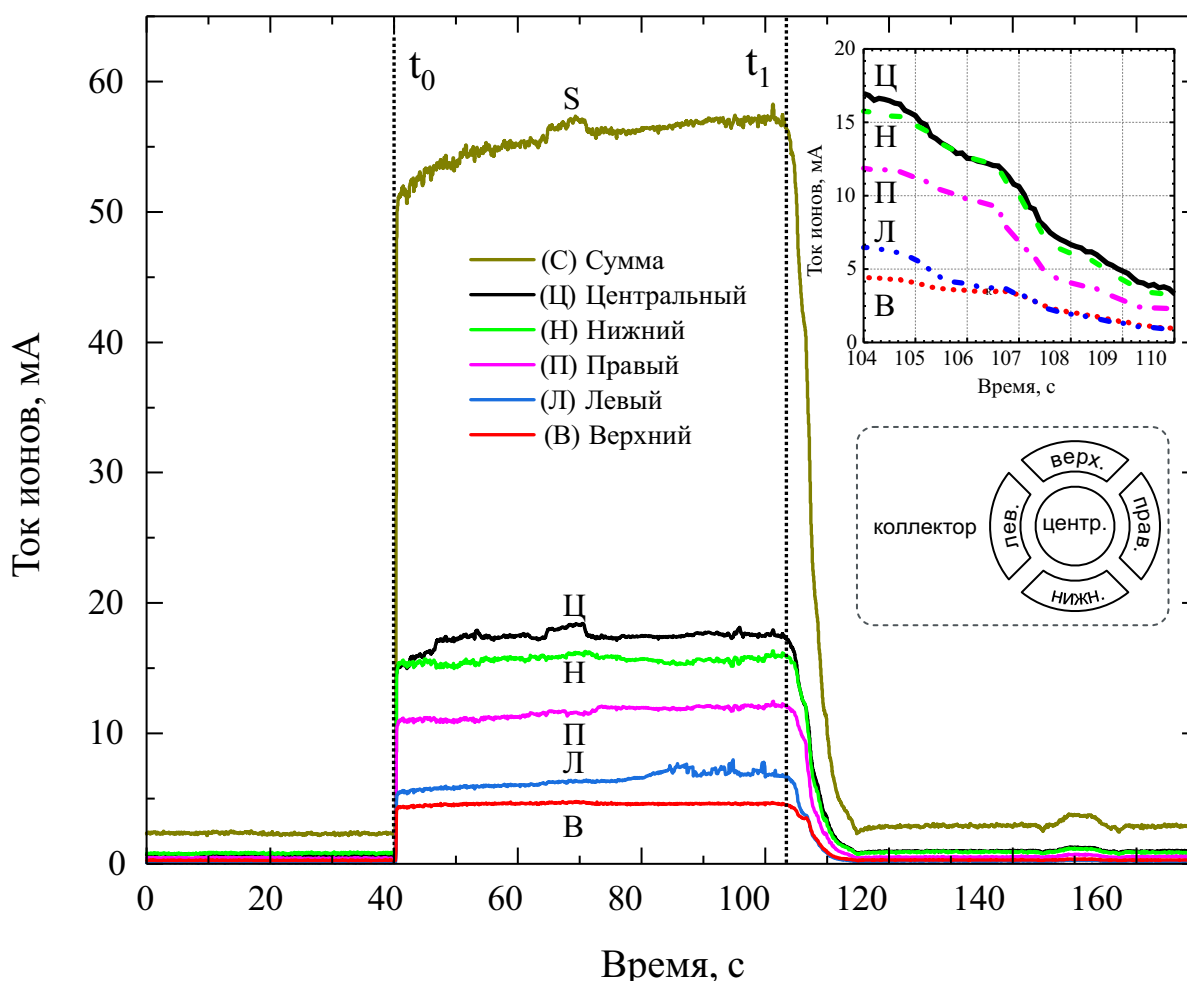 Ток ионов, мА
60
50
40
30
20
10
0
0 20 40 60 80 100 120 140 160
Время, с
t0
t1
S
Ц
Н
П
Л
В
(С) Сумма
(Ц) Центральный
(Н) Нижний
(П) Правый
(Л) Левый
(В) Верхний
Ток ионов, мА
20
15
10
5
0
Ц
Н
П
Л
В
104 105 106 107 108 109 110
Время, с
коллектор
верх.
лев.
центр.
прав.
нижн.